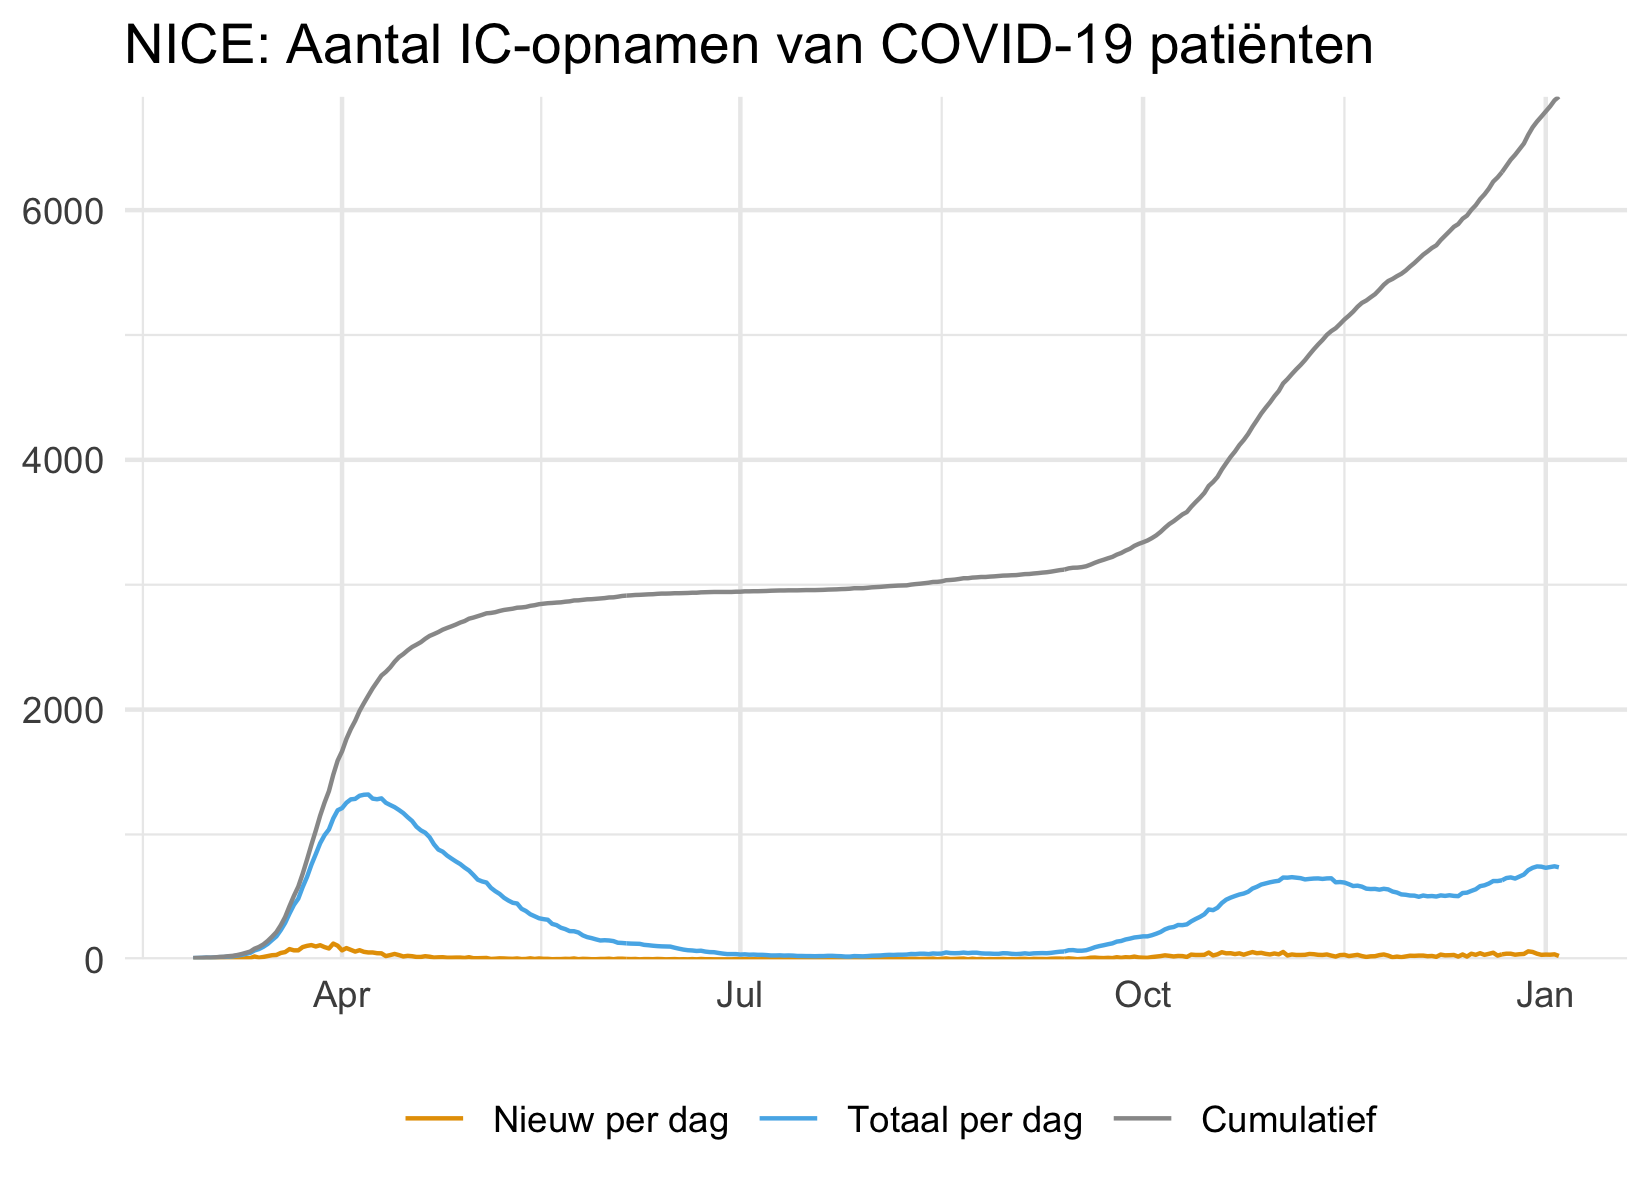 NICE: Aantal IC-opnamen van COVID-19 patiënten
6000
4000
2000
0
Apr Jul Oct Jan
Nieuw per dag Totaal per dag Cumulatief